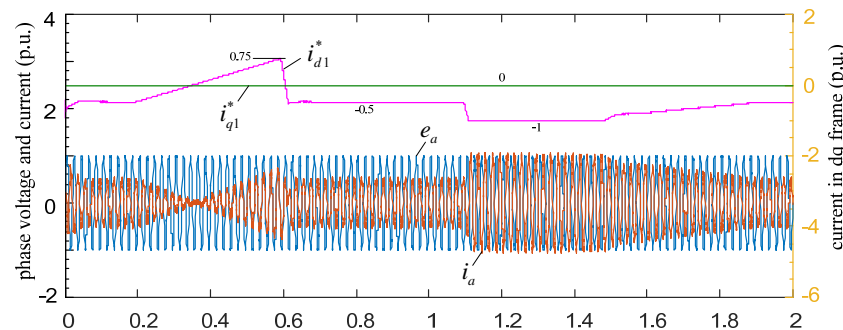 phase voltage and current (p.u.)
4
2
0
-2
0.75
i*d1
i*q1
0
-0.5
-1
ea
ia
2
0
-2
-4
-6
current in dq frame (p.u.)
0 0.2 0.4 0.6 0.8 1 1.2 1.4 1.6 1.8 2